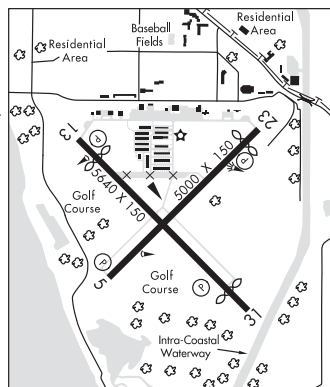 Residential
Area
Baseball
Fields
Residential
Area
13
23
P
P
5640 X 150
5000 X 150
Golf
Course
5
P
Golf
Course
P
31
Intra-Coastal
Waterway